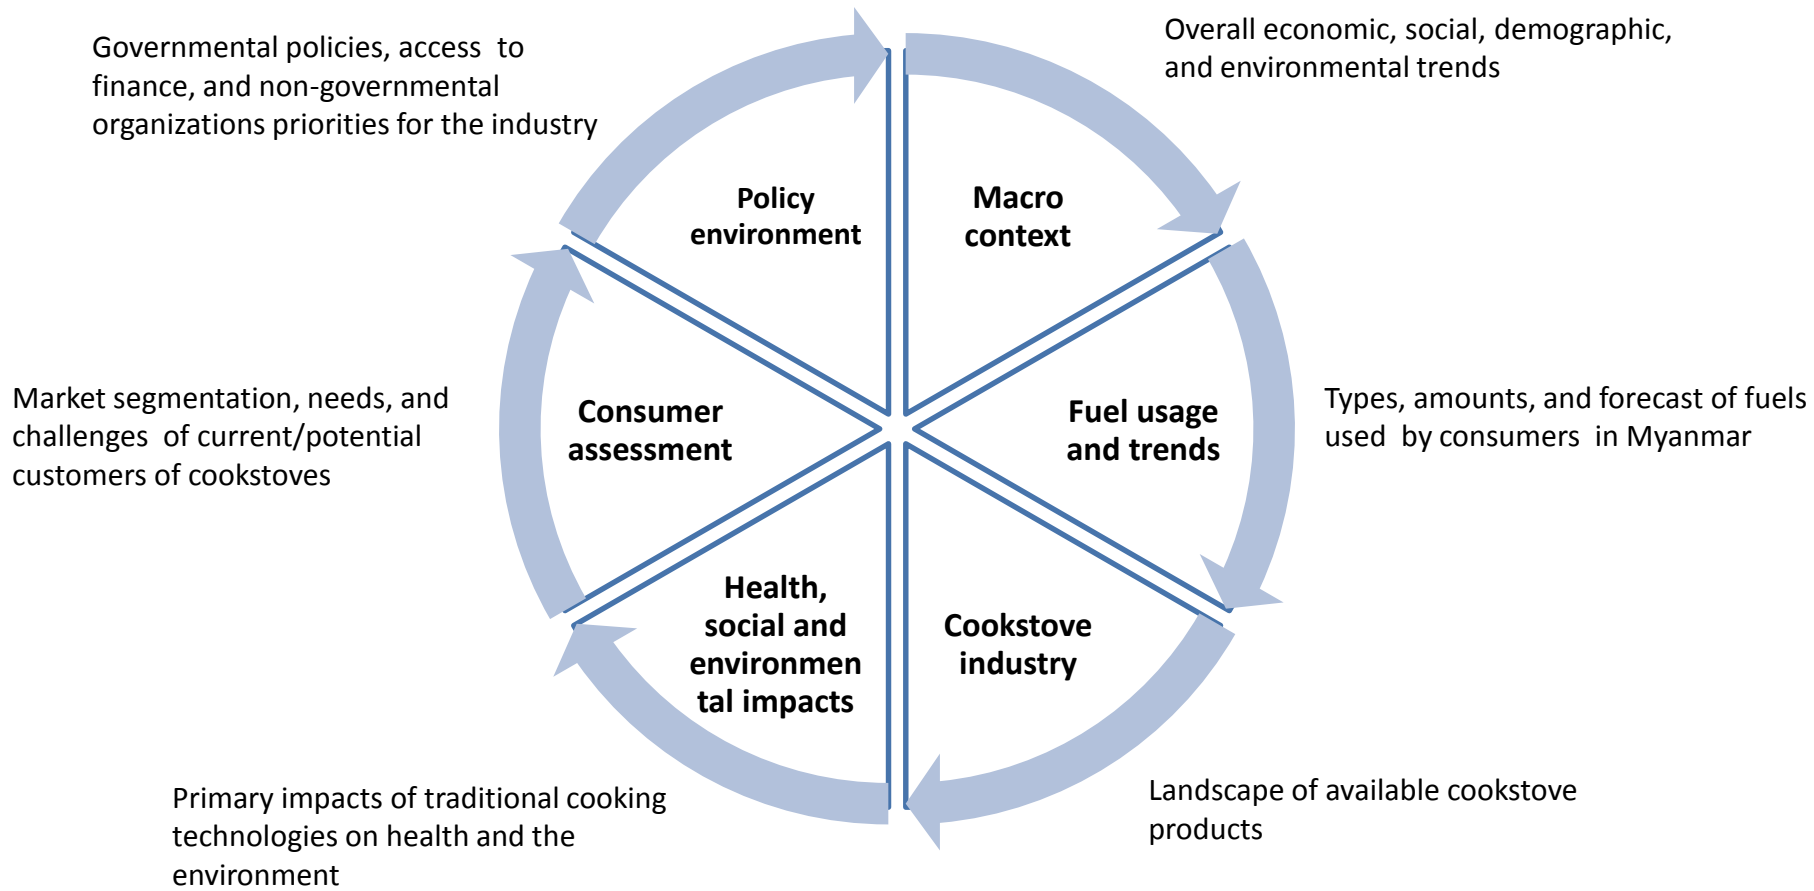 Governmental policies, access to
finance, and non-governmental
organizations priorities for the industry
Overall economic, social, demographic,
and environmental trends
Policy
environment
Macro
context
Market segmentation, needs, and
challenges of current/potential
customers of cookstoves
Consumer
assessment
Fuel usage
and trends
Types, amounts, and forecast of fuels
used by consumers in Myanmar
Health,
social and
environmen
tal impacts
Cookstove
industry
Primary impacts of traditional cooking
technologies on health and the
environment
Landscape of available cookstove
products